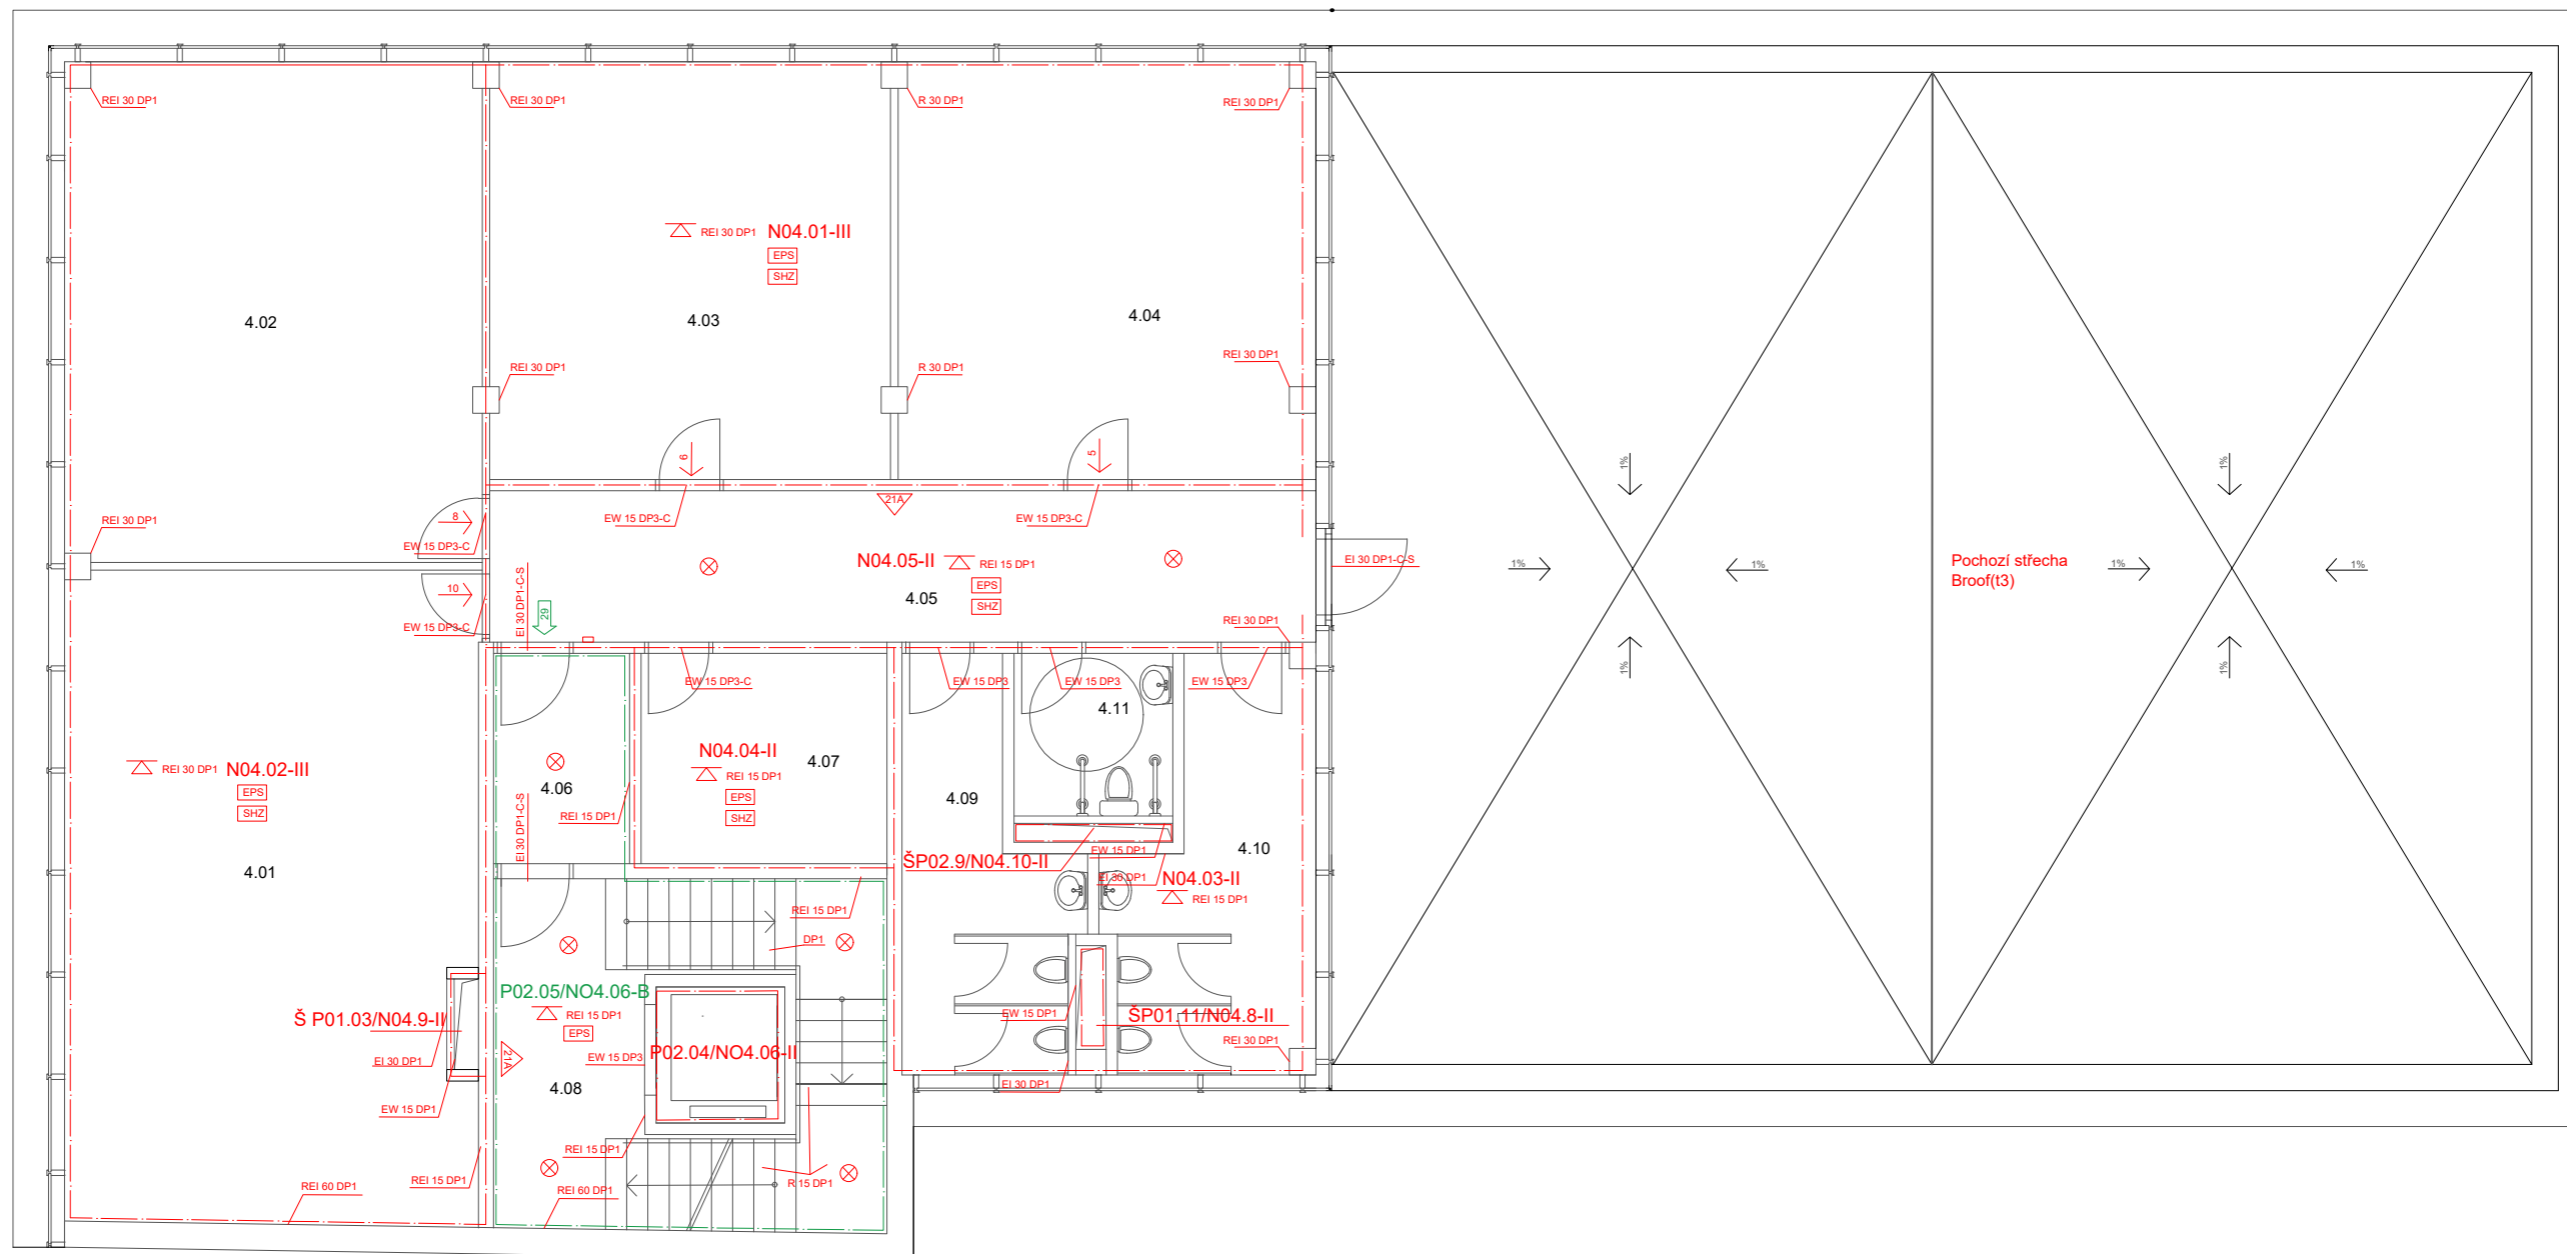 REI 30 DP1
REI 30 DP1
R 30 DP1
REI 30 DP1
REI 30 DP1
N04.01-III
EPS
SHZ
4.02
4.03
4.04
REI 30 DP1
R 30 DP1
REI 30 DP1
6
5
1%
1%
21A
REI 30 DP1
8
EW 15 DP3-C
EW 15 DP3-C
EW 15 DP3-C
N04.05-II
REI 15 DP1
EPS
SHZ
4.05
EI 30 DP1-C-S
1%
1%
Pochozí střecha
Broof(t3)
1%
1%
10
EW 15 DP3-C
EI 30 DP1-C-S
29
REI 30 DP1
1%
1%
EW 15 DP3-C
EW 15 DP3
EW 15 DP3
EW 15 DP3
4.11
REI 30 DP1
N04.02-III
EPS
SHZ
N04.04-II
4.07
REI 15 DP1
EPS
SHZ
4.06
4.09
REI 15 DP1
EI 30 DP1-C-S
4.10
EW 15 DP1
ŠP02.9/N04.10-II
4.01
EI 30 DP1
N04.03-II
REI 15 DP1
REI 15 DP1
DP1
P02.05/NO4.06-B
REI 15 DP1
EPS
Š P01.03/N04.9-II
EW 15 DP1
ŠP01.11/N04.8-II
REI 30 DP1
21A
EW 15 DP3
P02.04/NO4.06-II
EI 30 DP1
4.08
EI 30 DP1
EW 15 DP1
REI 15 DP1
REI 15 DP1
R 15 DP1
REI 60 DP1
REI 60 DP1